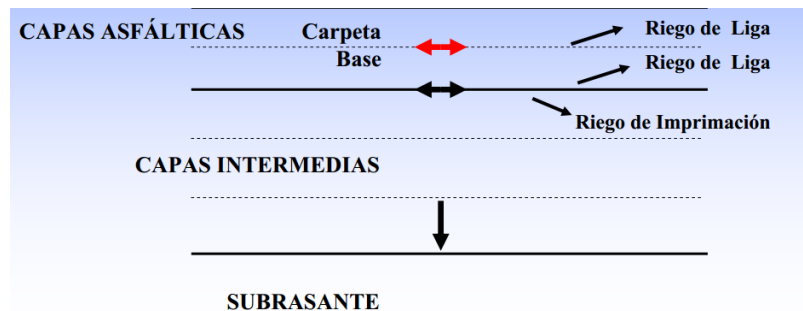 CAPAS ASFÁLTICAS
Carpeta
Base
Riego de Liga
Riego de Liga
Riego de Imprimación
CAPAS INTERMEDIAS
SUBRASANTE